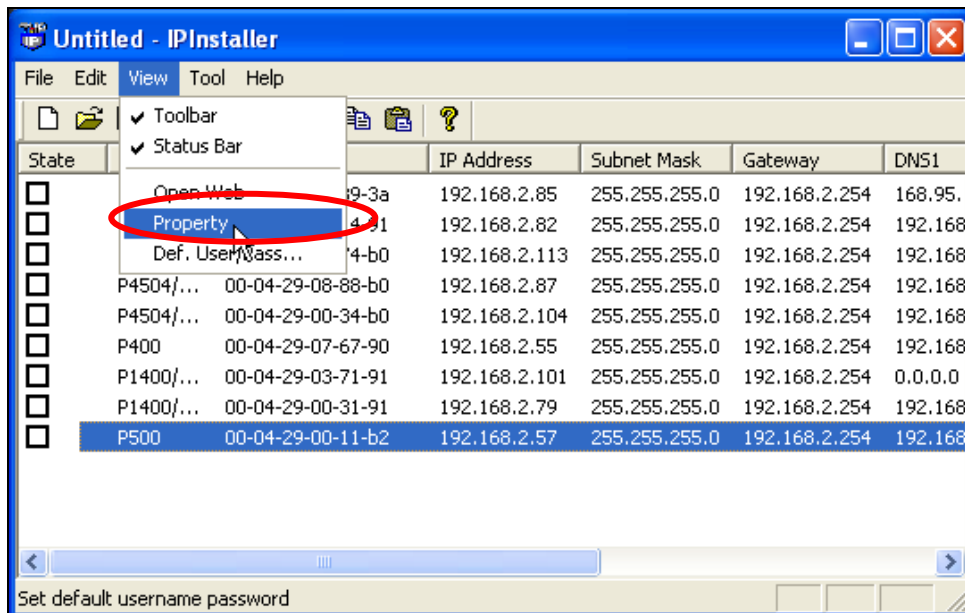 Untitled - IPInstaller
File Edit View Tool Help
Toolbar
Status Bar
Open Web
Property
Def. User/Pass...
State IP Address Subnet Mask Gateway DNS1
9-3a 192.168.2.85 255.255.255.0 192.168.2.254 168.95.
4-91 192.168.2.82 255.255.255.0 192.168.2.254 192.168
74-b0 192.168.2.113 255.255.255.0 192.168.2.254 192.168
P4504/... 00-04-29-08-88-b0 192.168.2.87 255.255.255.0 192.168.2.254 192.168
P4504/... 00-04-29-00-34-b0 192.168.2.104 255.255.255.0 192.168.2.254 192.168
P400 00-04-29-07-67-90 192.168.2.55 255.255.255.0 192.168.2.254 192.168
P1400/... 00-04-29-03-71-91 192.168.2.101 255.255.255.0 192.168.2.254 0.0.0.0
P1400/... 00-04-29-00-31-91 192.168.2.79 255.255.255.0 192.168.2.254 192.168
P500 00-04-29-00-11-b2 192.168.2.57 255.255.255.0 192.168.2.254 192.168
Set default username password